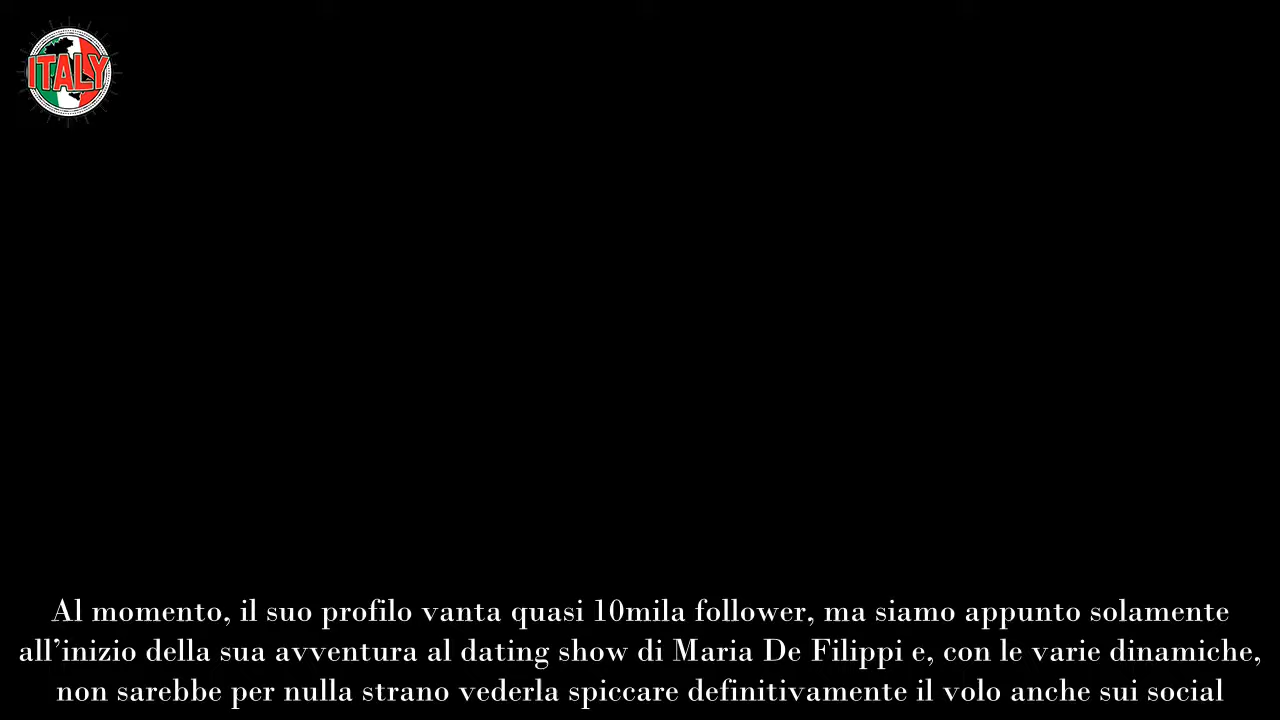 ITALY
Al momento, il suo profilo vanta quasi 10mila follower, ma siamo appunto solamente
all’inizio della sua avventura al dating show di Maria De Filippi e, con le varie dinamiche,
non sarebbe per nulla strano vederla spiccare definitivamente il volo anche sui social